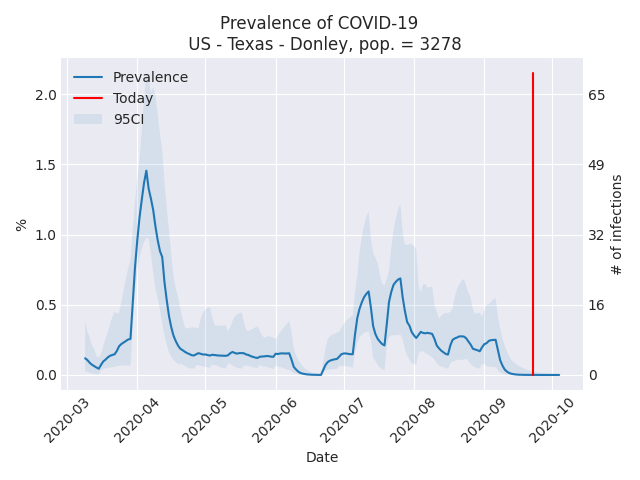 Prevalence of COVID-19
US - Texas - Donley, pop. = 3278
Prevalence
Today
95CI
2.0
1.5
1.0
0.5
0.0
%
65
49
32
16
0
# of infections
2020-03
2020-04
2020-05
2020-06
2020-07
2020-08
2020-09
2020-10
Date